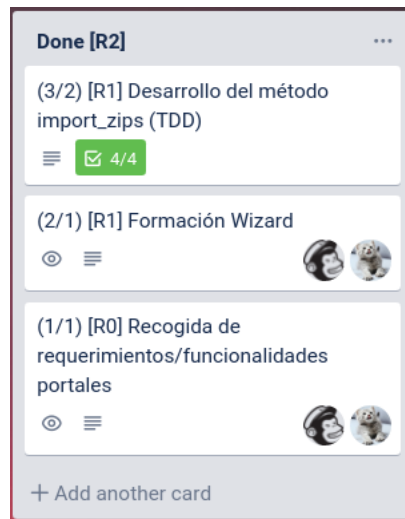 Done [R2]
(3/2) [R1] Desarrollo del método
import_zips (TDD)
4/4
(2/1) [R1] Formación Wizard
(1/1) [R0] Recogida de
requerimientos/funcionalidades
portales
+ Add another card